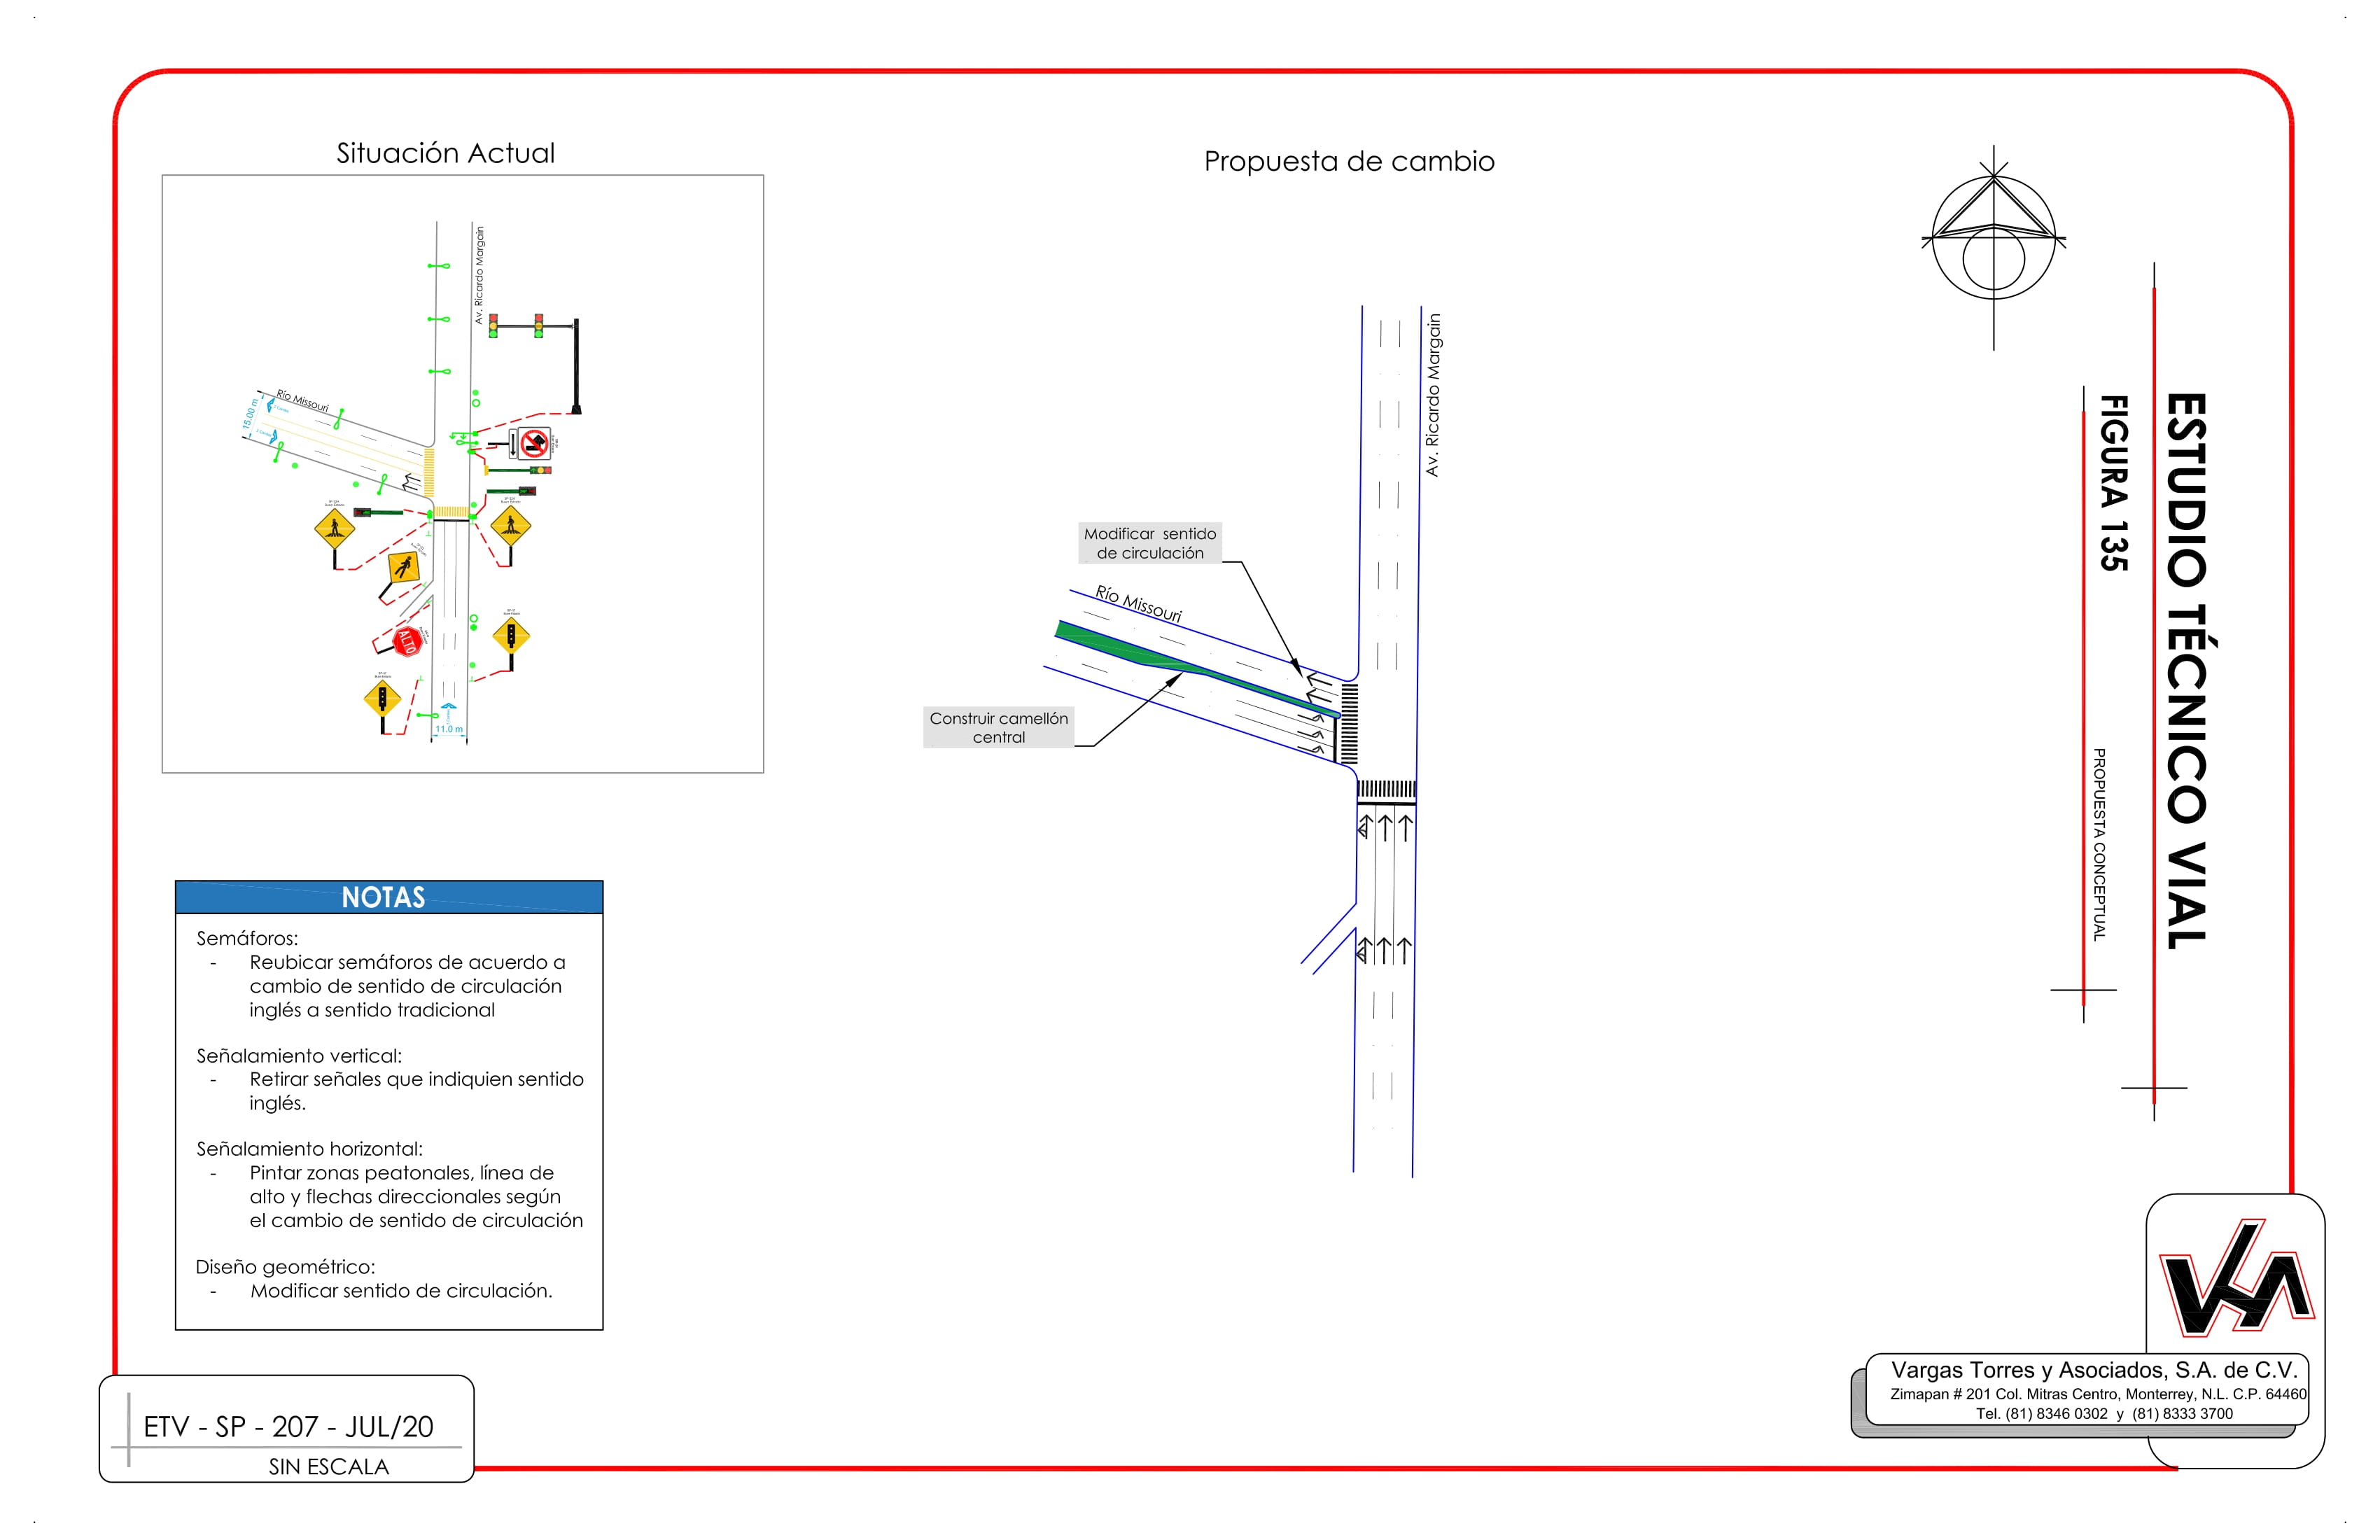 Situación Actual
Av. Ricardo Margain
Río Missouri
15.00 m
ALTO
11.0 m
Propuesta de cambio
Av. Ricardo Margain
Modificar sentido
de circulación
Río Missouri
Construir camellón
central
NOTAS
Semáforos:
- Reubicar semáforos de acuerdo a
cambio de sentido de circulación
inglés a sentido tradicional
Señalamiento vertical:
- Retirar señales que indiquien sentido
inglés.
Señalamiento horizontal:
- Pintar zonas peatonales, línea de
alto y flechas direccionales según
el cambio de sentido de circulación
Diseño geométrico:
- Modificar sentido de circulación.
ESTUDIO TÉCNICO VIAL
FIGURA 135
PROPUESTA CONCEPTUAL
ETV - SP - 207 - JUL/20
SIN ESCALA
Vargas Torres y Asociados, S.A. de C.V.
Zimapan # 201 Col. Mitras Centro, Monterrey, N.L. C.P. 64460
Tel. (81) 8346 0302 y (81) 8333 3700